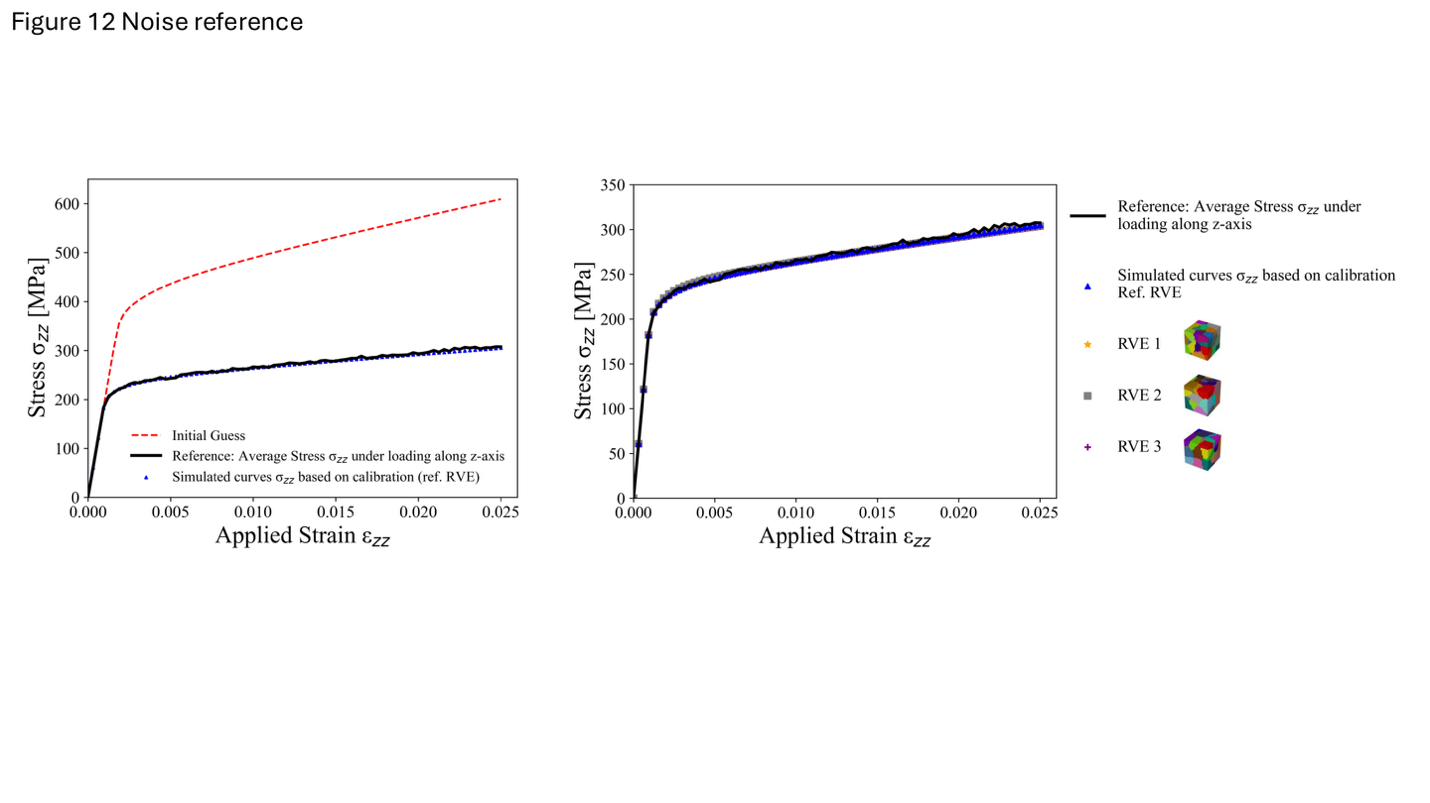 Figure 12 Noise reference
600
500
400
300
200
100
0
0.000 0.005 0.010 0.015 0.020 0.025
Stress σzz [MPa]
Applied Strain εzz
Initial Guess
Reference: Average Stress σzz under loading along z-axis
Simulated curves σzz based on calibration (ref. RVE)
350
300
250
200
150
100
50
0
0.000 0.005 0.010 0.015 0.020 0.025
Stress σzz [MPa]
Applied Strain εzz
Reference: Average Stress σzz under
loading along z-axis
Simulated curves σzz based on calibration
Ref. RVE
RVE 1
RVE 2
RVE 3